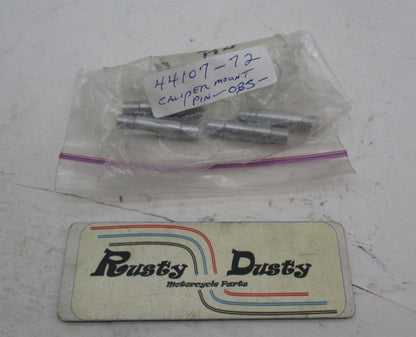 44107-72
CALIPER MOUNT
PIN - OBS -
Rusty Dusty
Motorcycle Parts